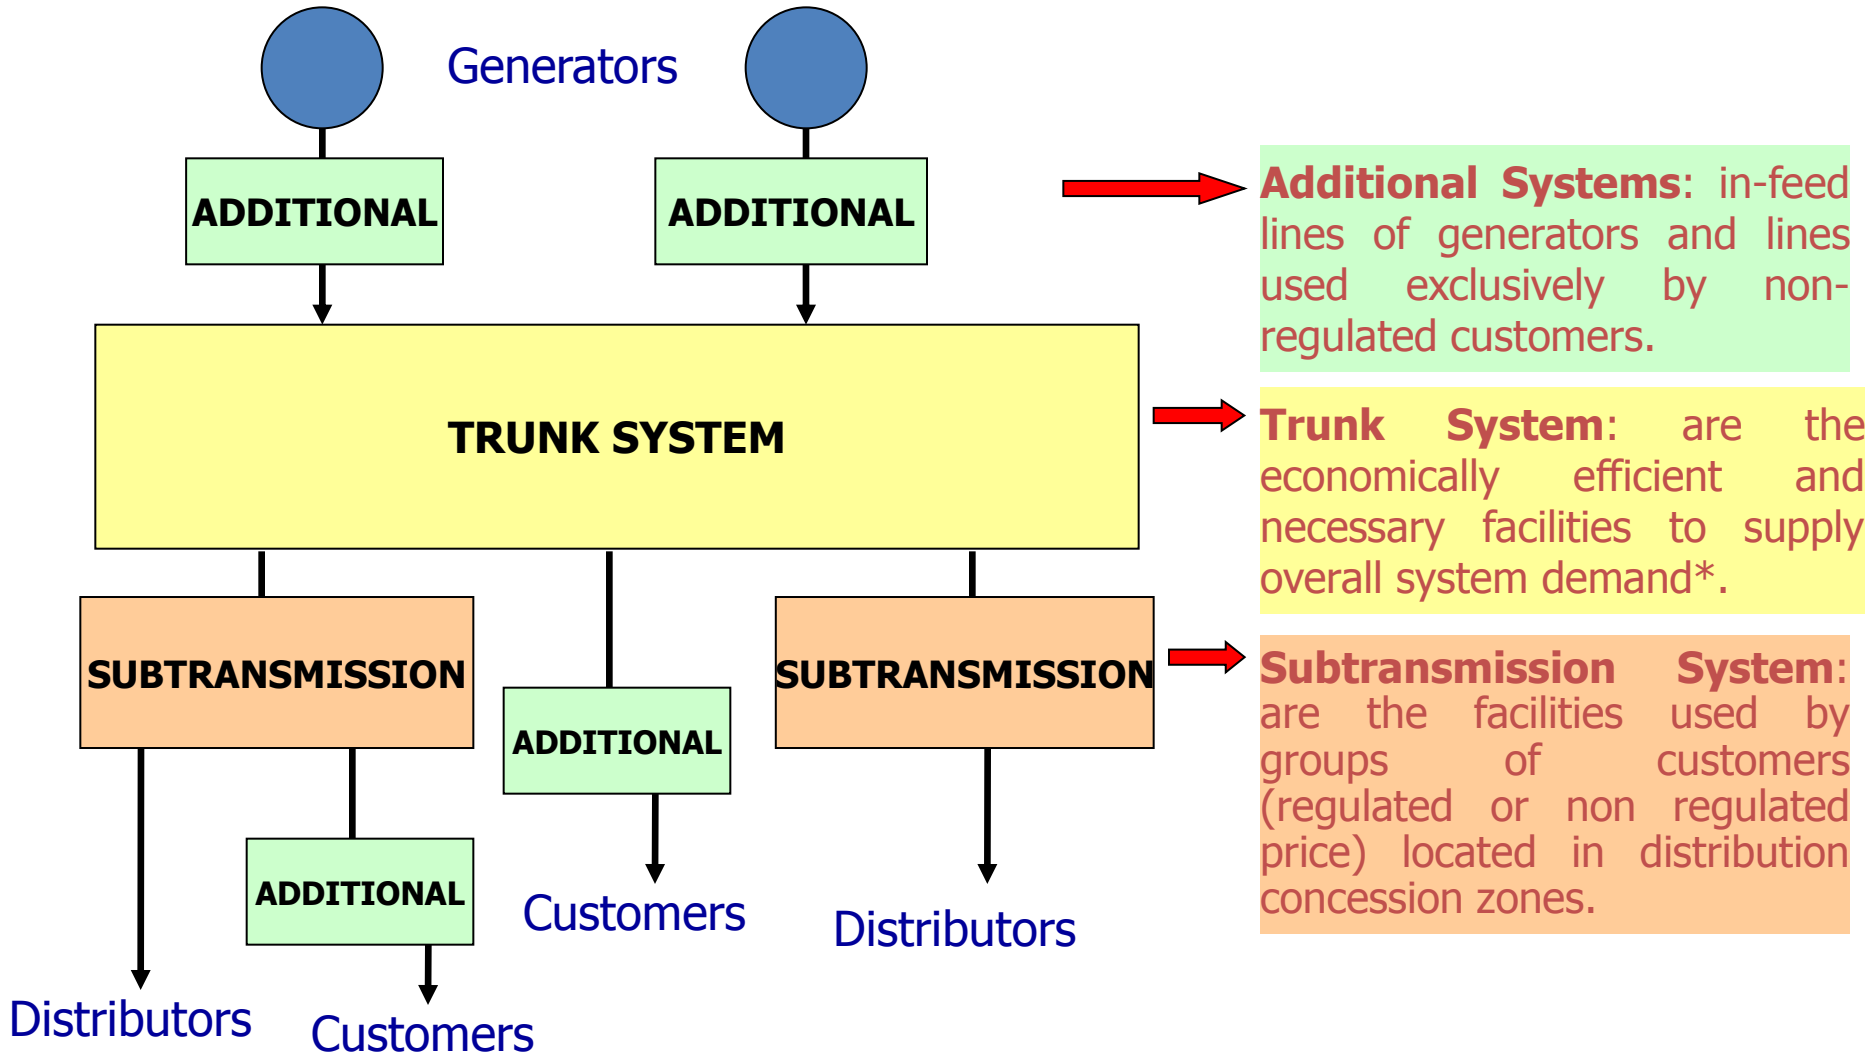 Generators
ADDITIONAL
ADDITIONAL
TRUNK SYSTEM
SUBTRANSMISSION
SUBTRANSMISSION
ADDITIONAL
ADDITIONAL
Customers
Distributors
Distributors
Customers
Additional Systems: in-feed
lines of generators and lines
used exclusively by non-
regulated customers.
Trunk System: are the
economically efficient and
necessary facilities to supply
overall system demand*.
Subtransmission System:
are the facilities used by
groups of customers
(regulated or non regulated
price) located in distribution
concession zones.